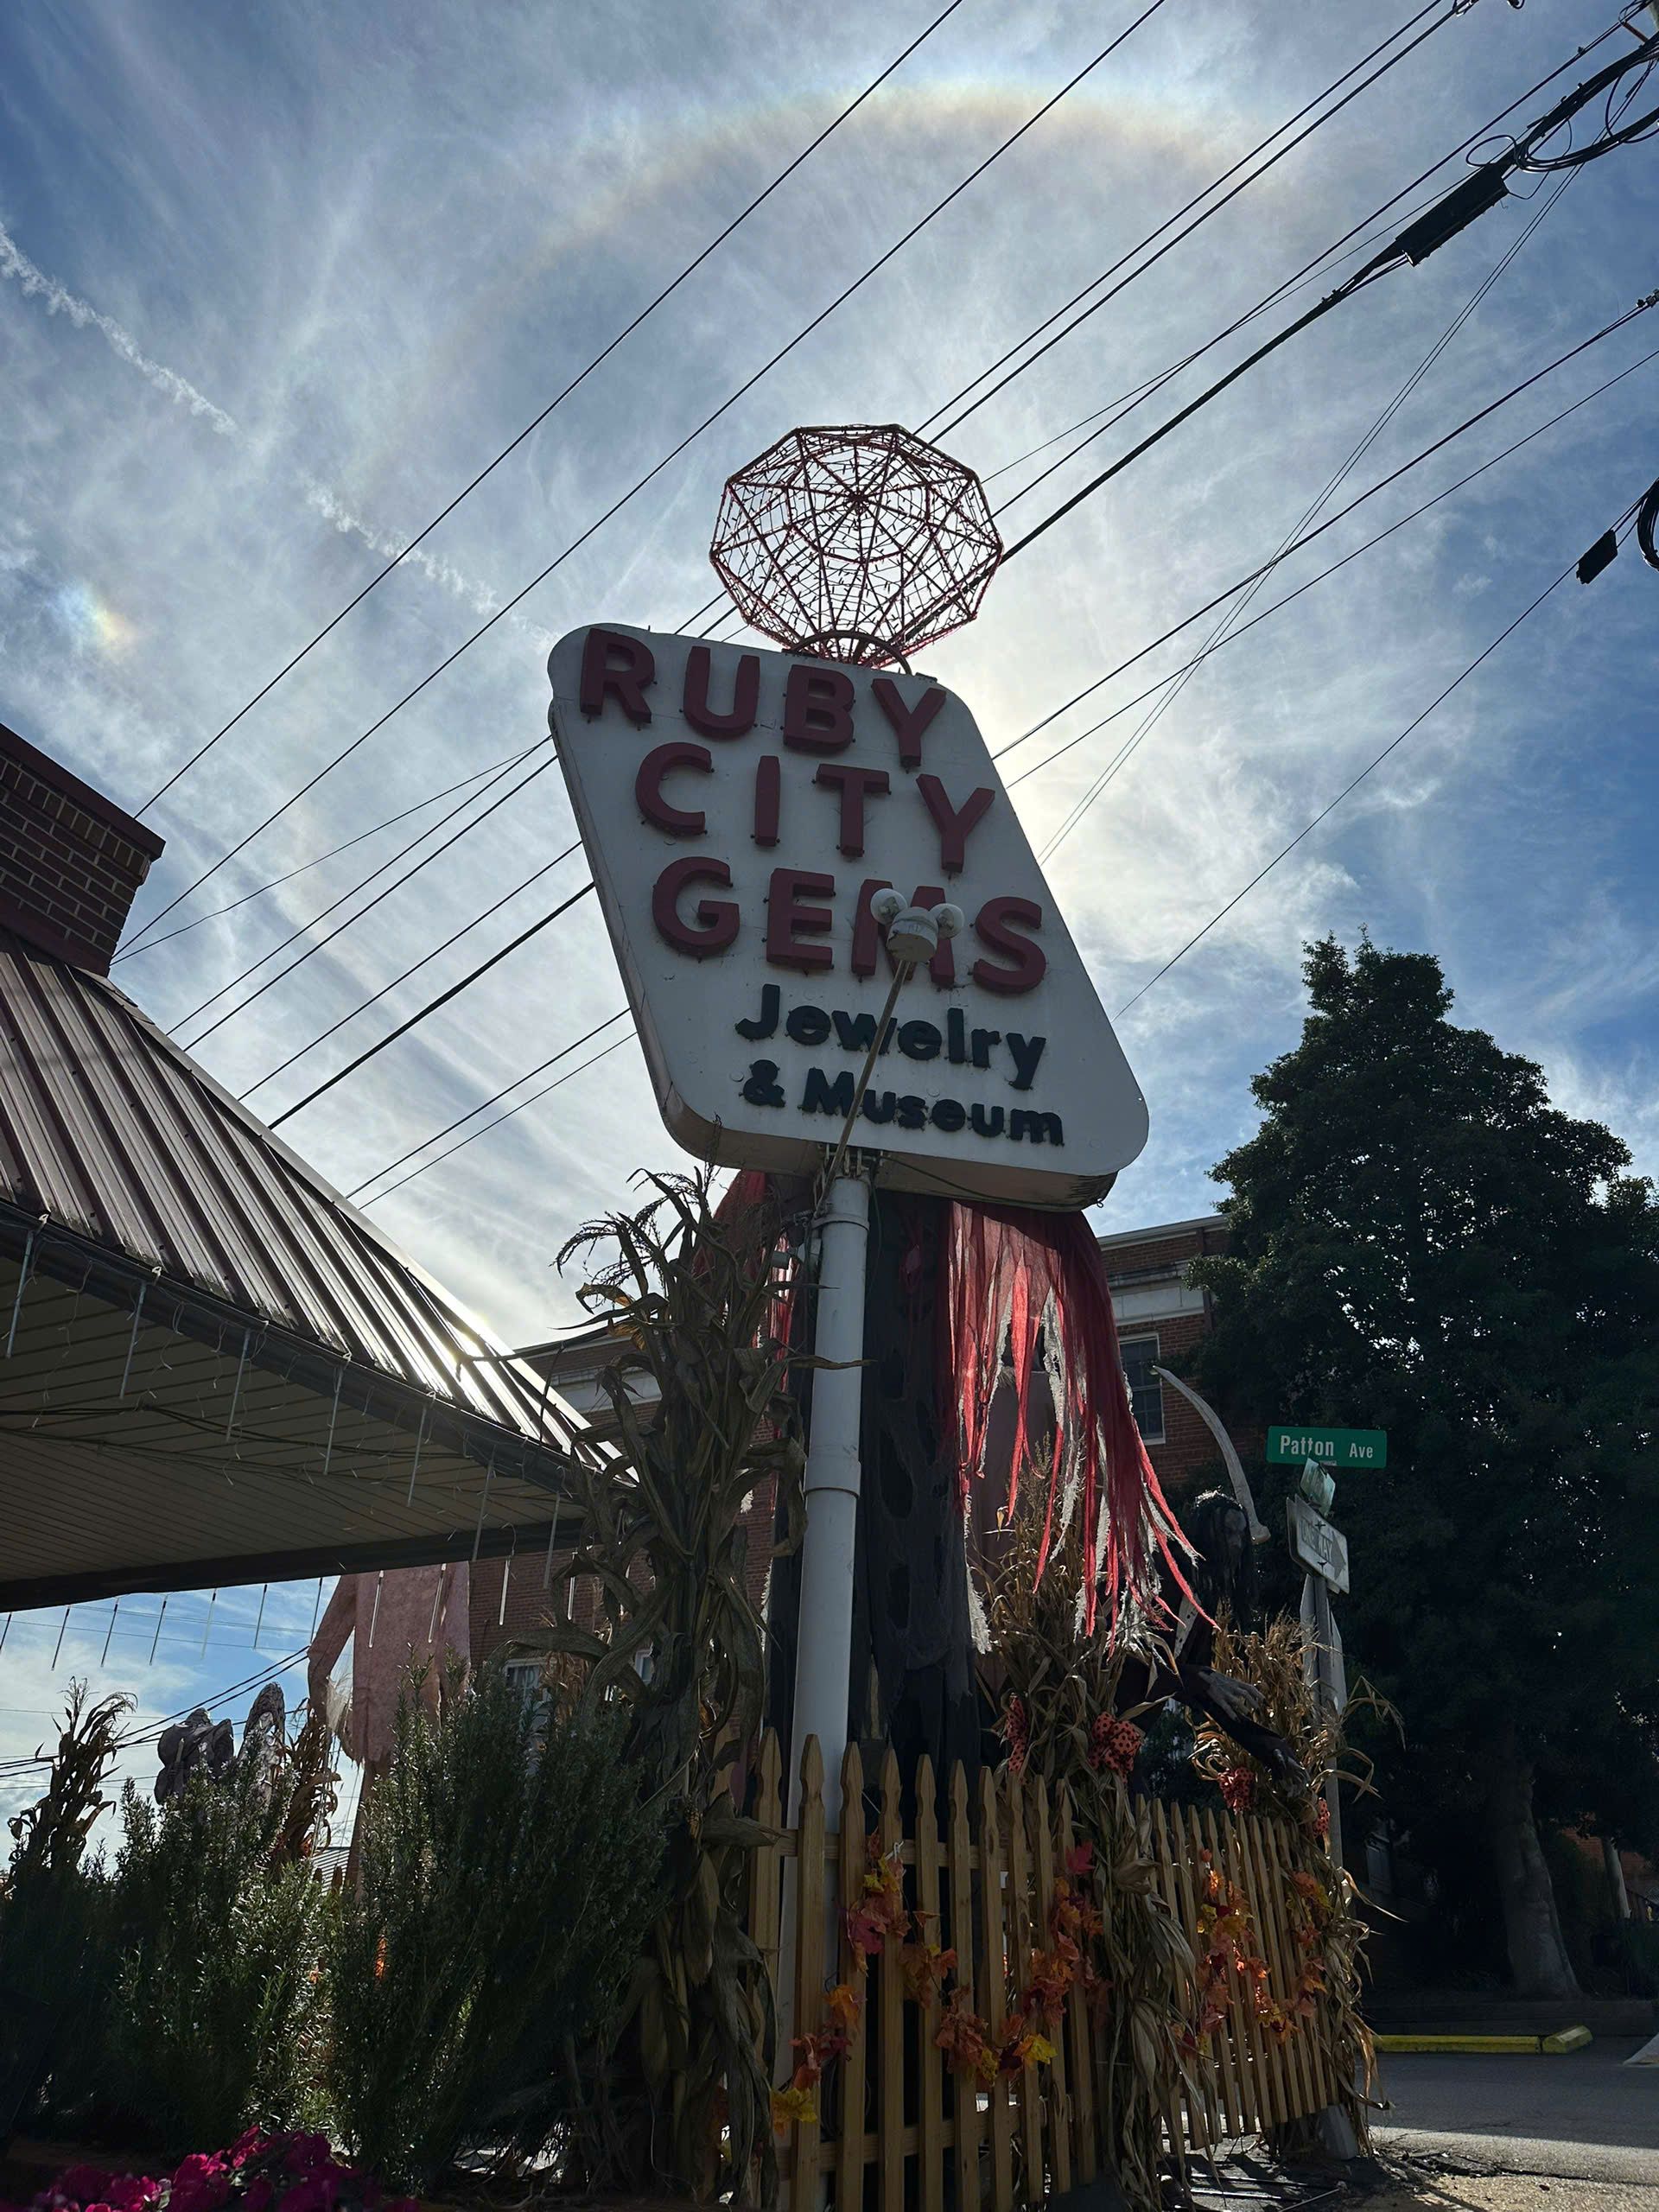 RUBY
CITY
GEMS
Jewelry
& Museum
Patton Ave